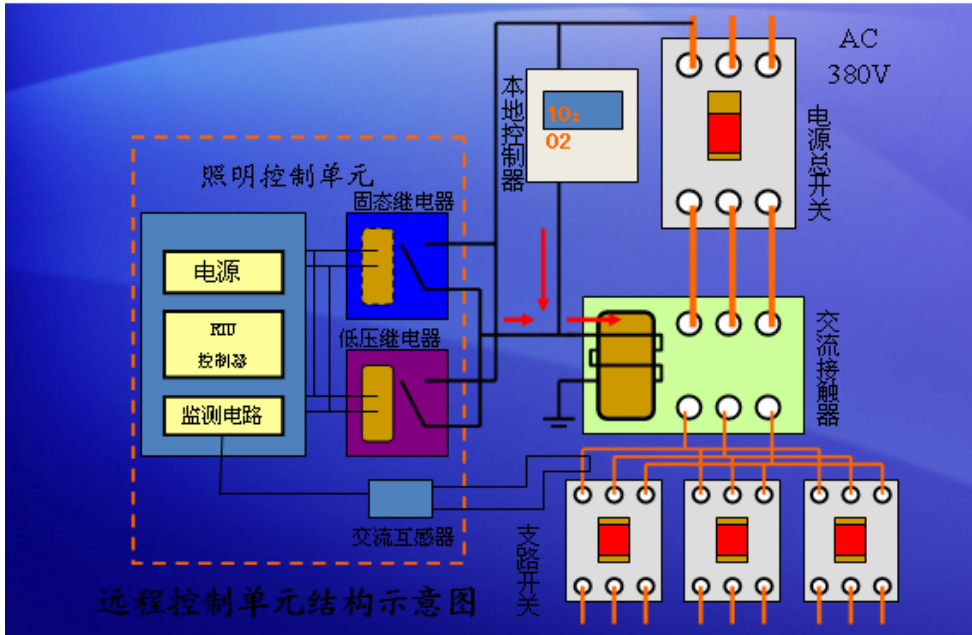 AC
380V
电源总开关
本地控制器
10:
02
照明控制单元
固态继电器
电源
RTU
控制器
低压继电器
监测电路
交流接触器
交流互感器
支路开关
远程控制单元结构示意图